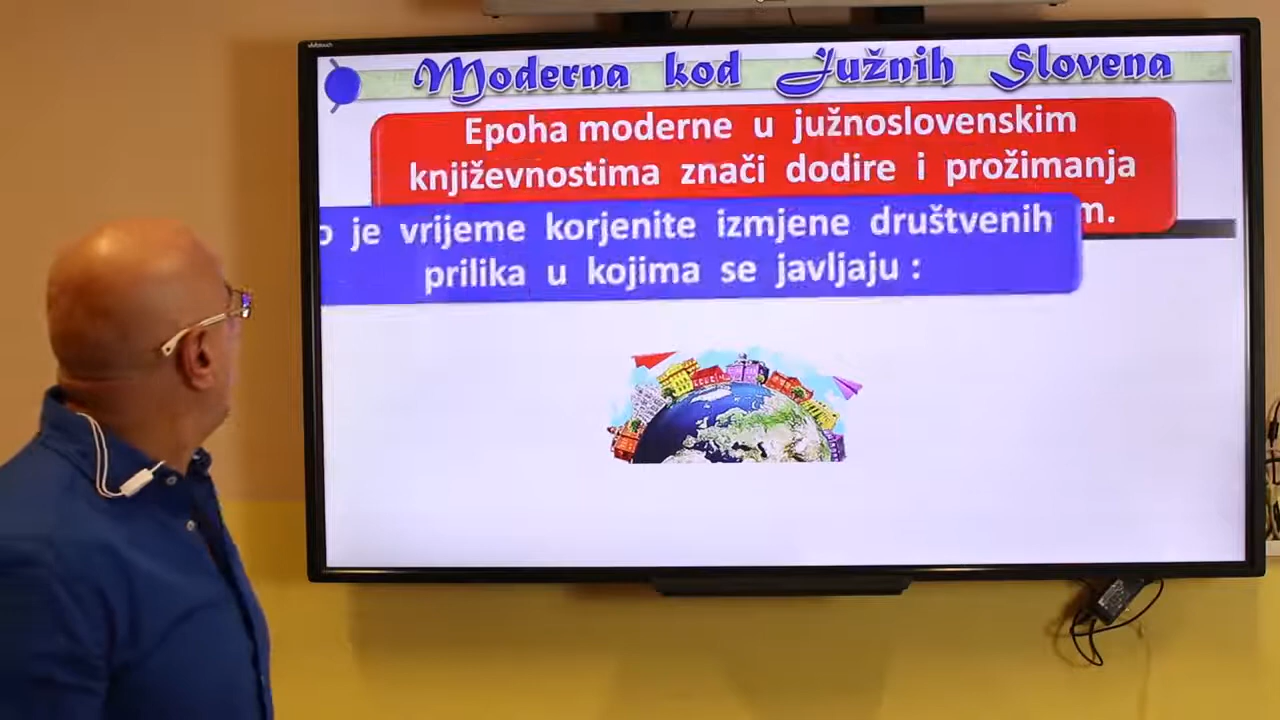 Moderna kod Južnih Slovena
Epoha moderne u južnoslovenskim
književnostima znači dodire i prožimanja
m.
o je vrijeme korjenite izmjene društvenih
prilika u kojima se javljaju :